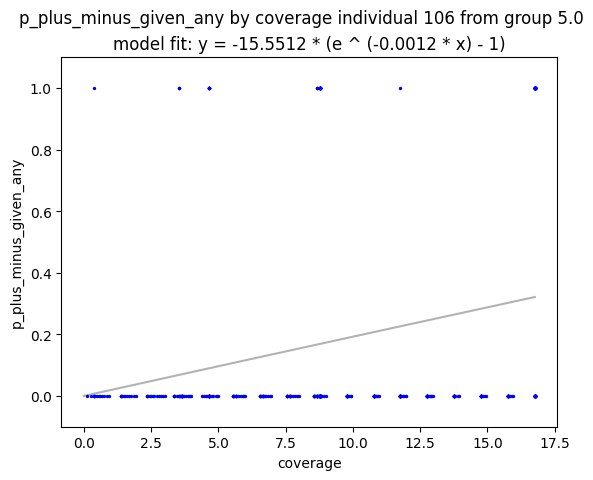 p_plus_minus_given_any by coverage individual 106 from group 5.0
model fit: y = -15.5512 * (e ^ (-0.0012 * x) - 1)
1.0
0.8
0.6
0.4
0.2
0.0
p_plus_minus_given_any
0.0 2.5 5.0 7.5 10.0 12.5 15.0 17.5
coverage